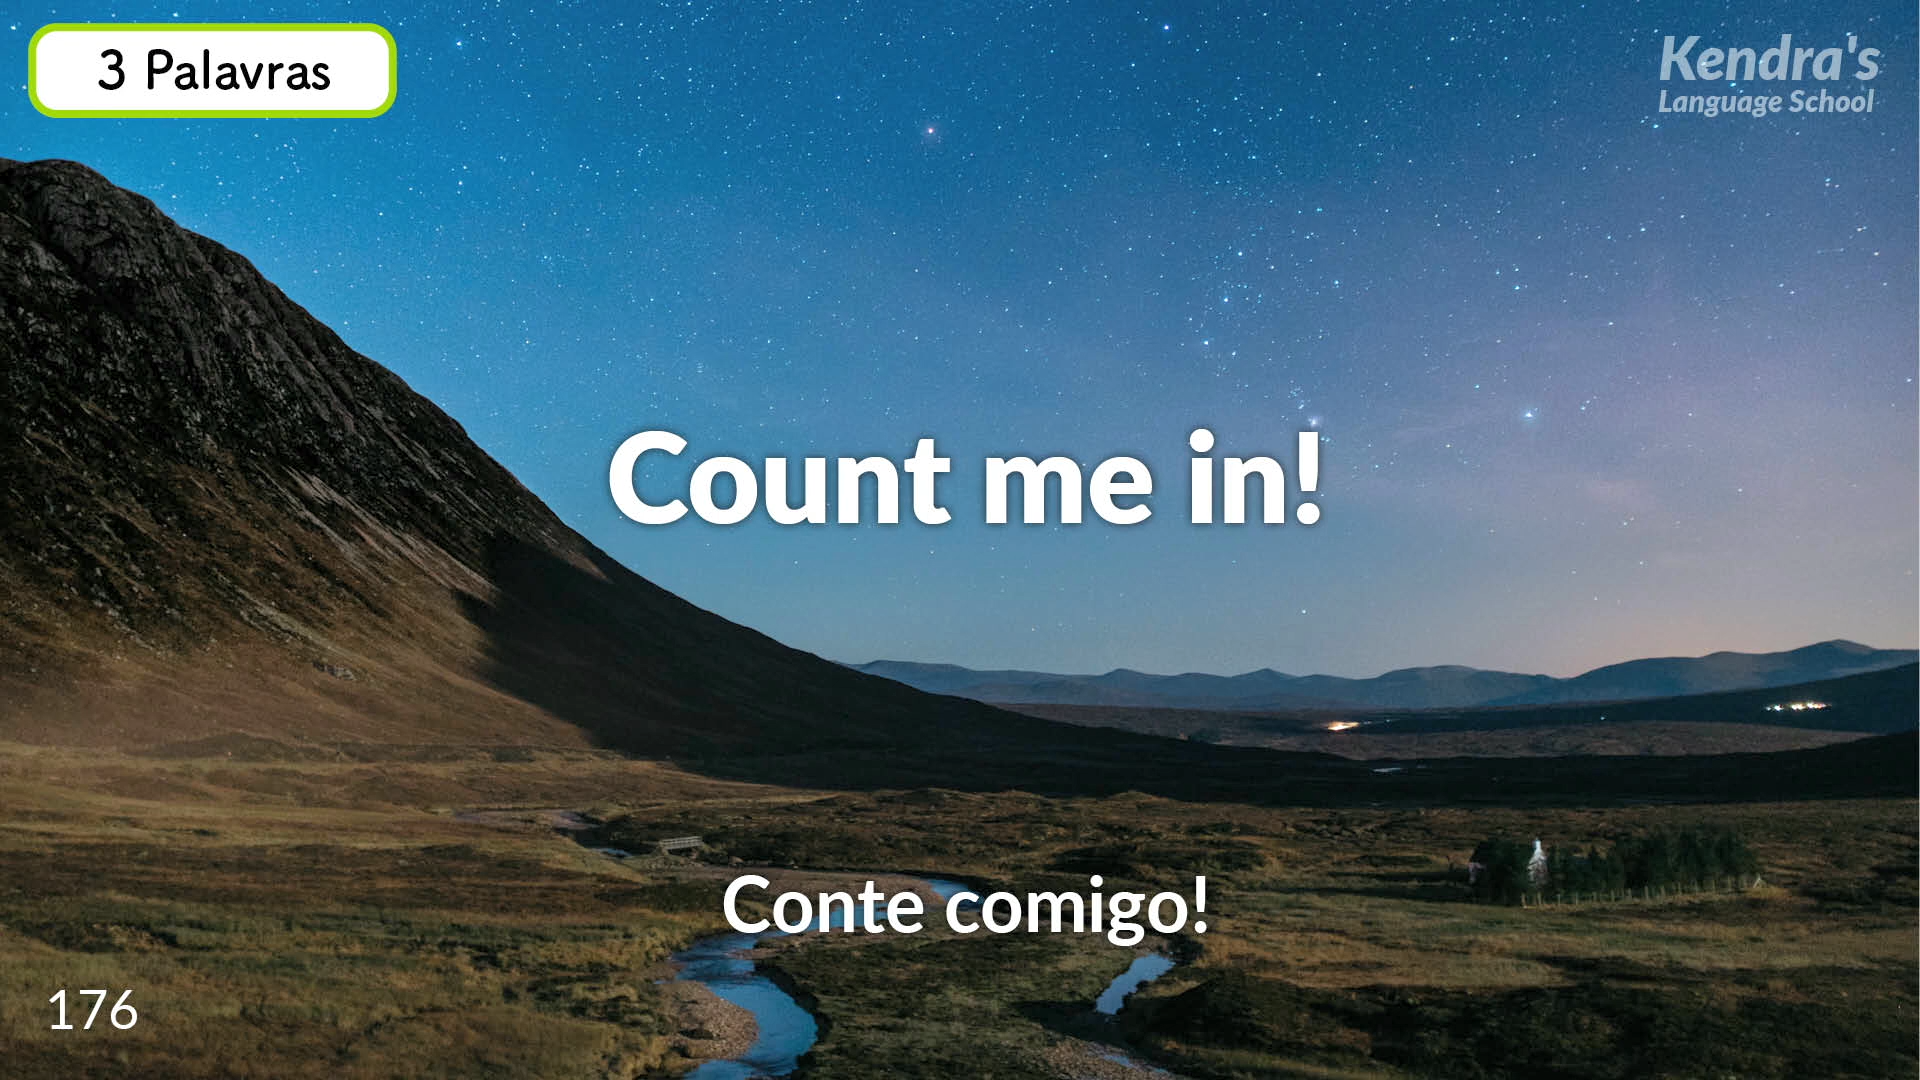 3 Palavras
Kendra's
Language School
Count me in!
Conte comigo!
176